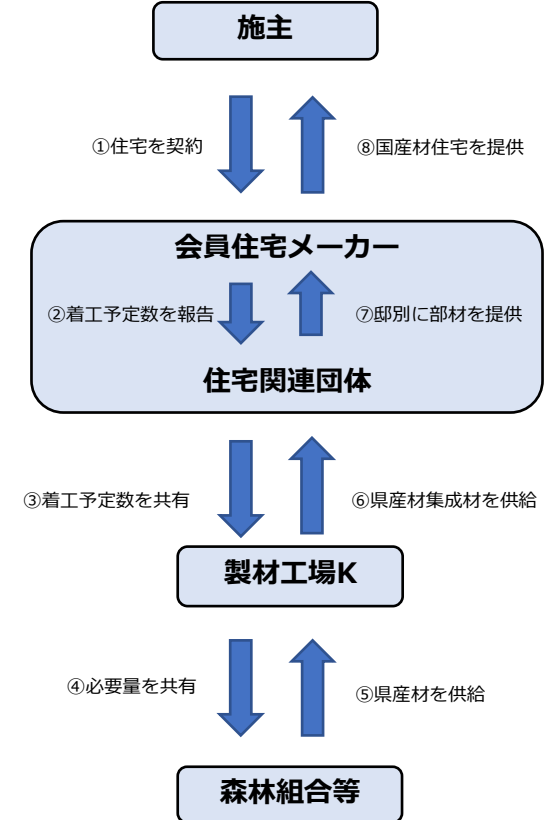 施主
①住宅を契約
⑧国産材住宅を提供
会員住宅メーカー
②着工予定数を報告
⑦邸別に部材を提供
住宅関連団体
③着工予定数を共有
⑥県産材集成材を供給
製材工場K
④必要量を共有
⑤県産材を供給
森林組合等